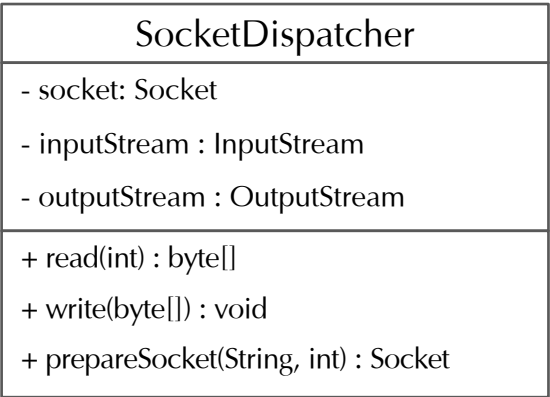 SocketDispatcher
- socket: Socket
- inputStream : InputStream
- outputStream : OutputStream
+ read(int) : byte[]
+ write(byte[]) : void
+ prepareSocket(String, int) : Socket